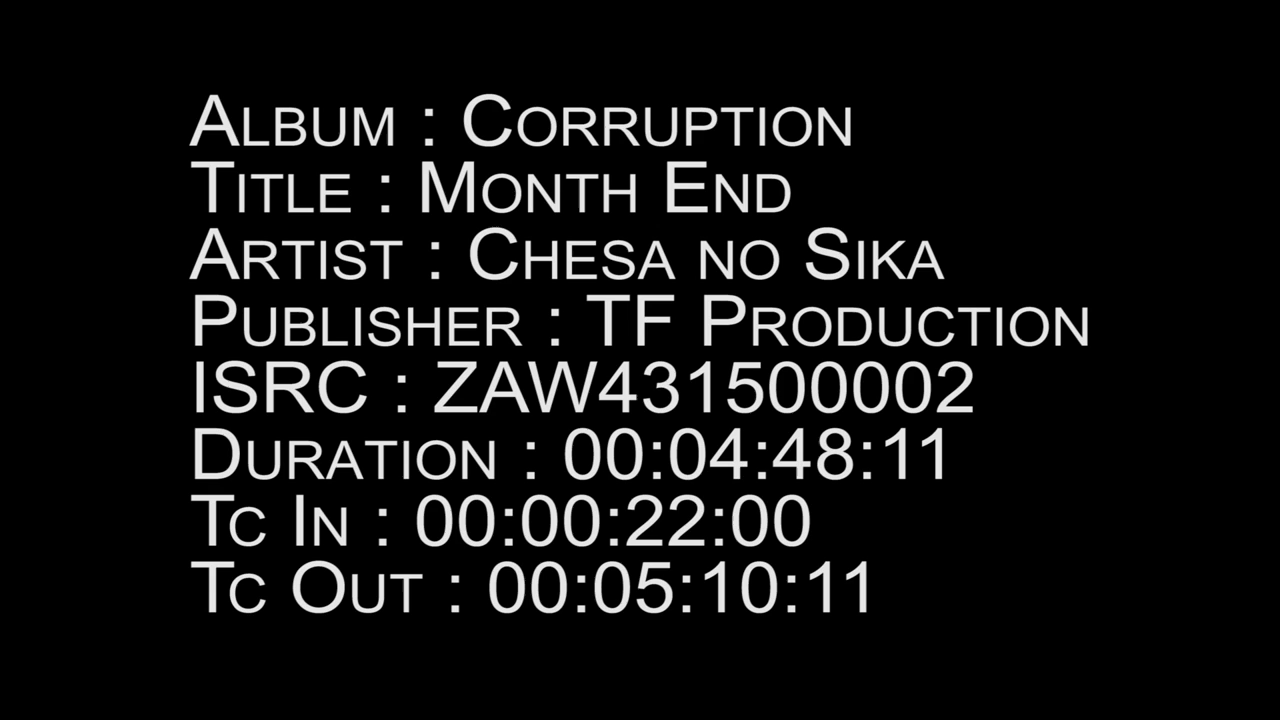 Album : Corruption
Title : Month End
Artist : Chesa no Sika
Publisher : TF Production
ISRC : ZAW431500002
Duration : 00:04:48:11
Tc In : 00:00:22:00
Tc Out : 00:05:10:11